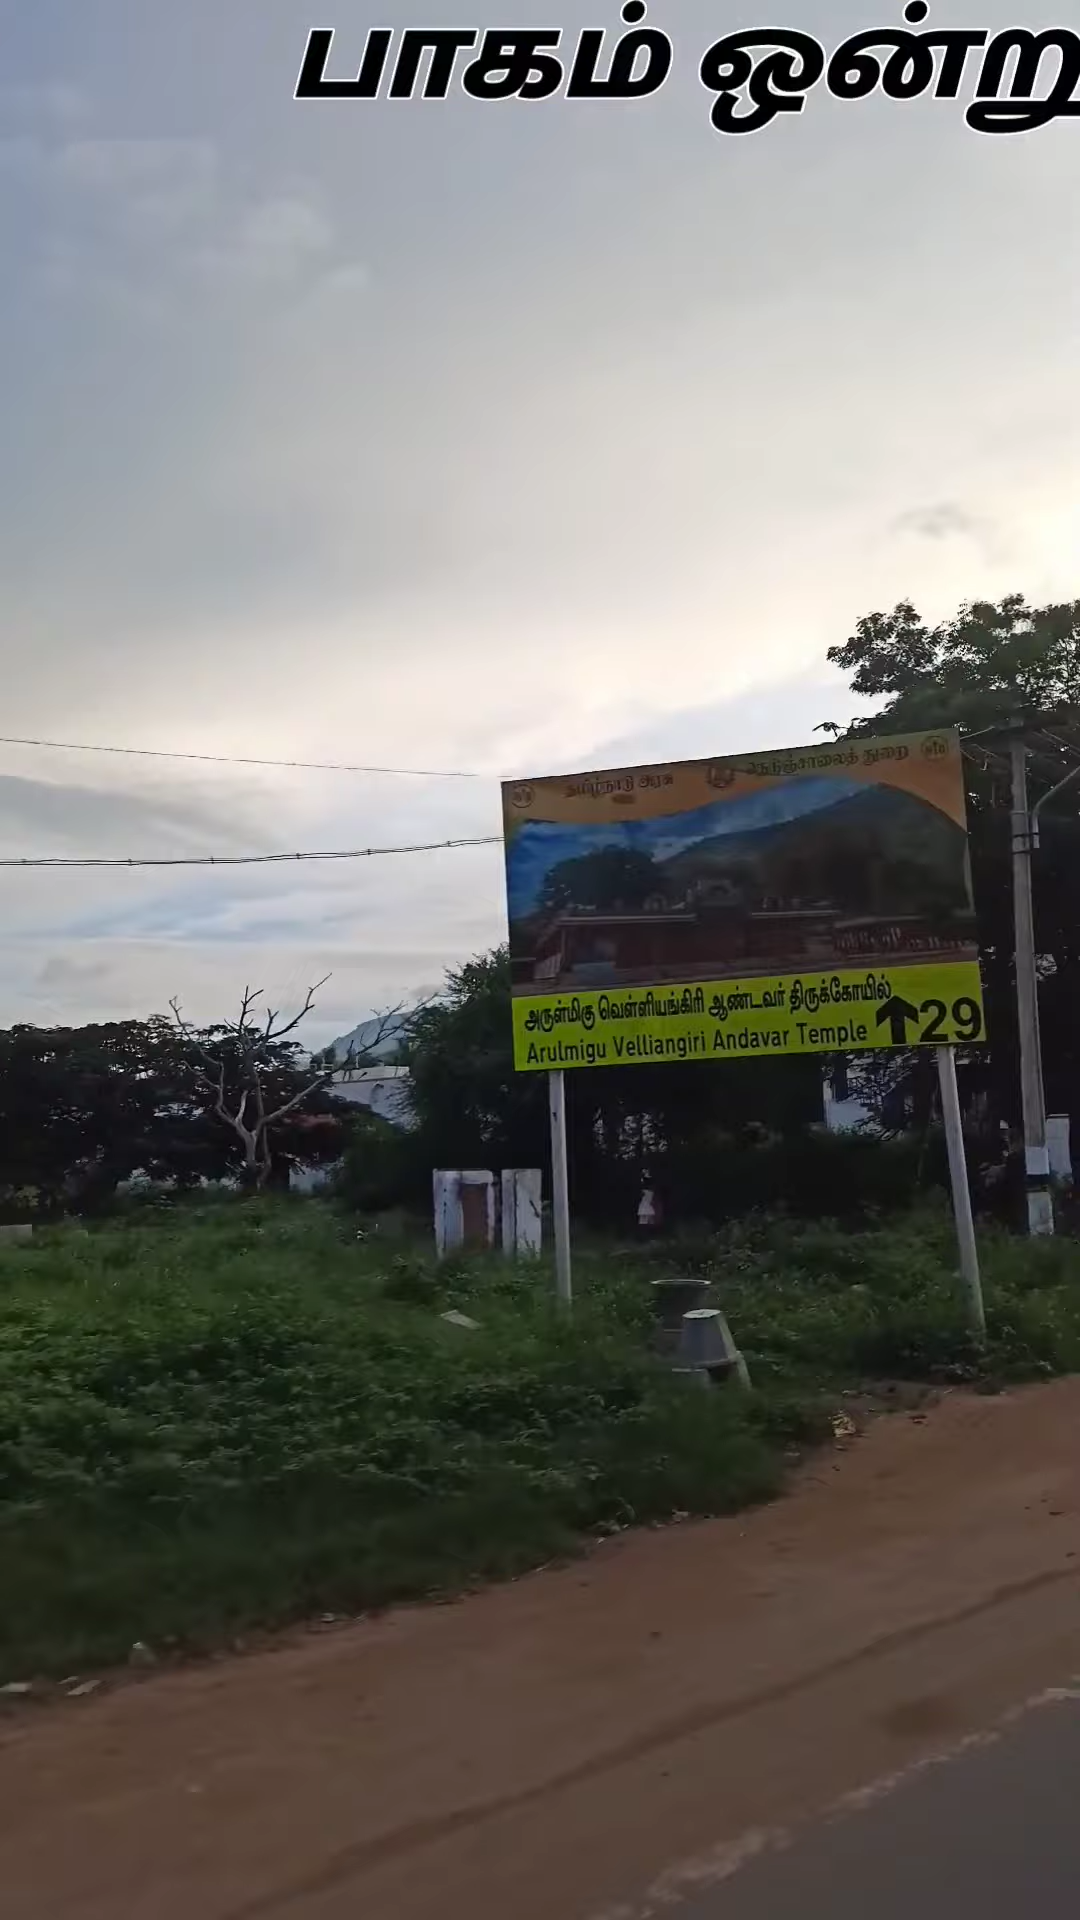 பாகம் ஒன்று
தமிழ்நாடு அரசு நெடுஞ்சாலைத் துறை
அருள்மிகு வெள்ளியங்கிரி ஆண்டவர் திருக்கோயில்
Arulmigu Velliangiri Andavar Temple ↑29